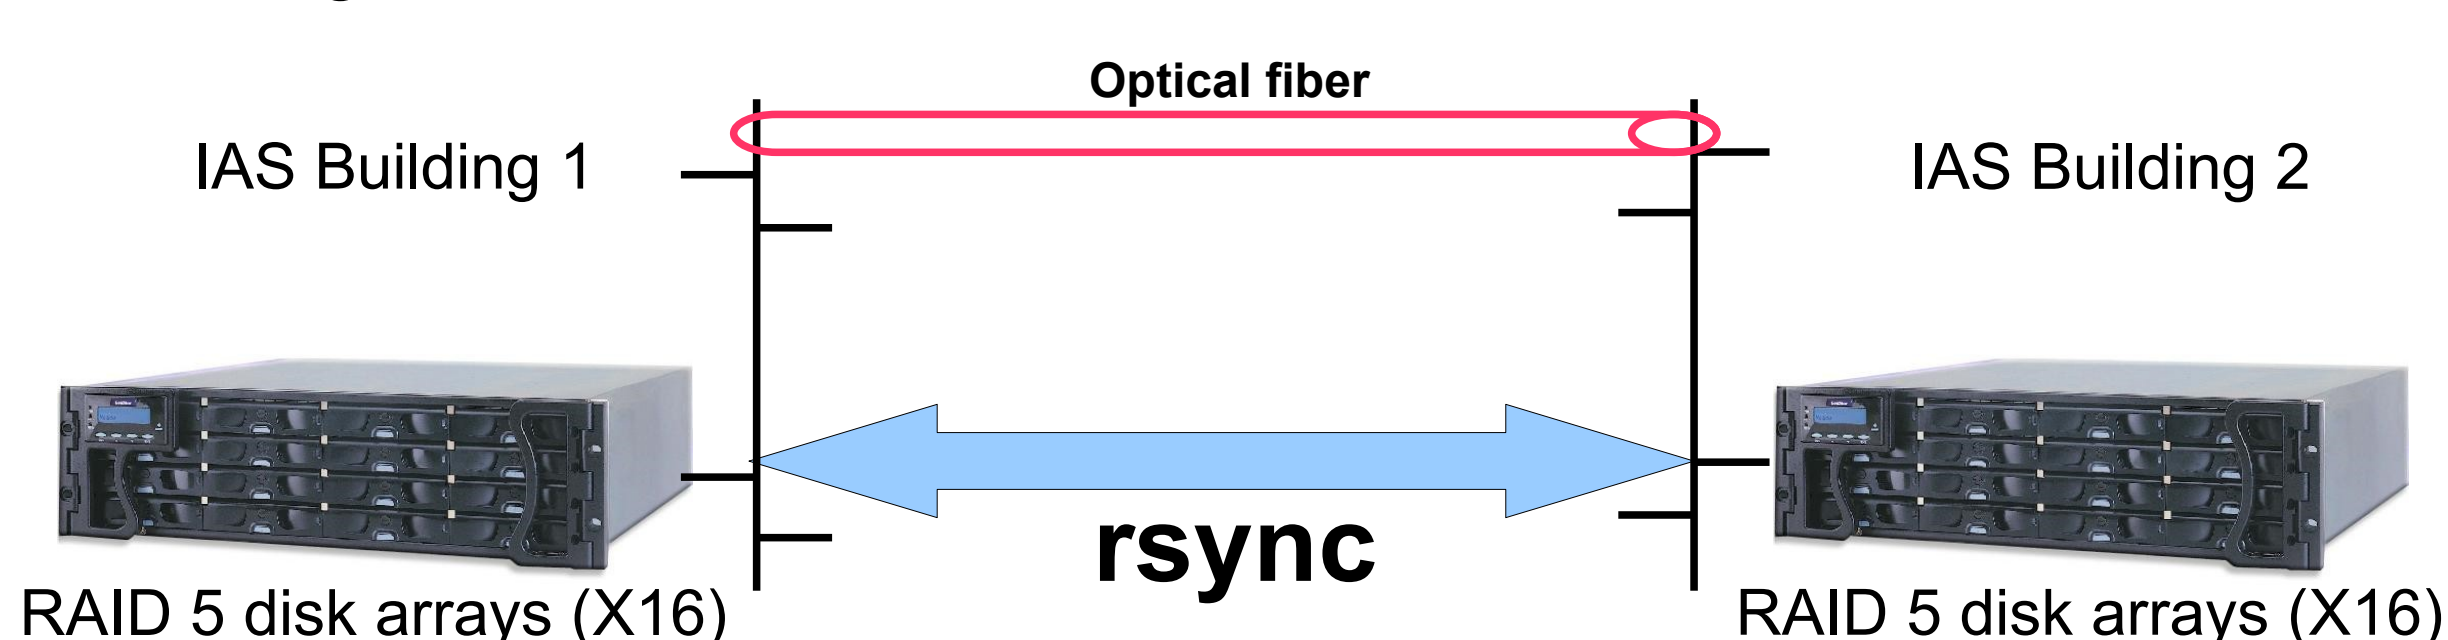 Optical fiber
IAS Building 1
IAS Building 2
rsync
RAID 5 disk arrays (X16)
RAID 5 disk arrays (X16)